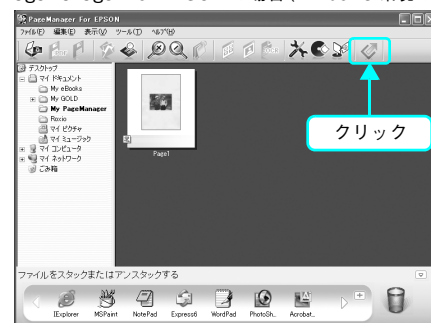 PageManager For EPSON
ファイル(F) 編集(E) 表示(V) ツール(T) ヘルプ(H)
デスクトップ
マイ ドキュメント
My eBooks
My GOLD
My PageManager
Roxio
マイ ピクチャ
マイ ミュージック
マイ コンピュータ
マイ ネットワーク
ごみ箱
Page1
クリック
ファイルをスタックまたはアンスタックする
IExplorer MSPaint NotePad Express6 WordPad PhotoSh.. Acrobat..